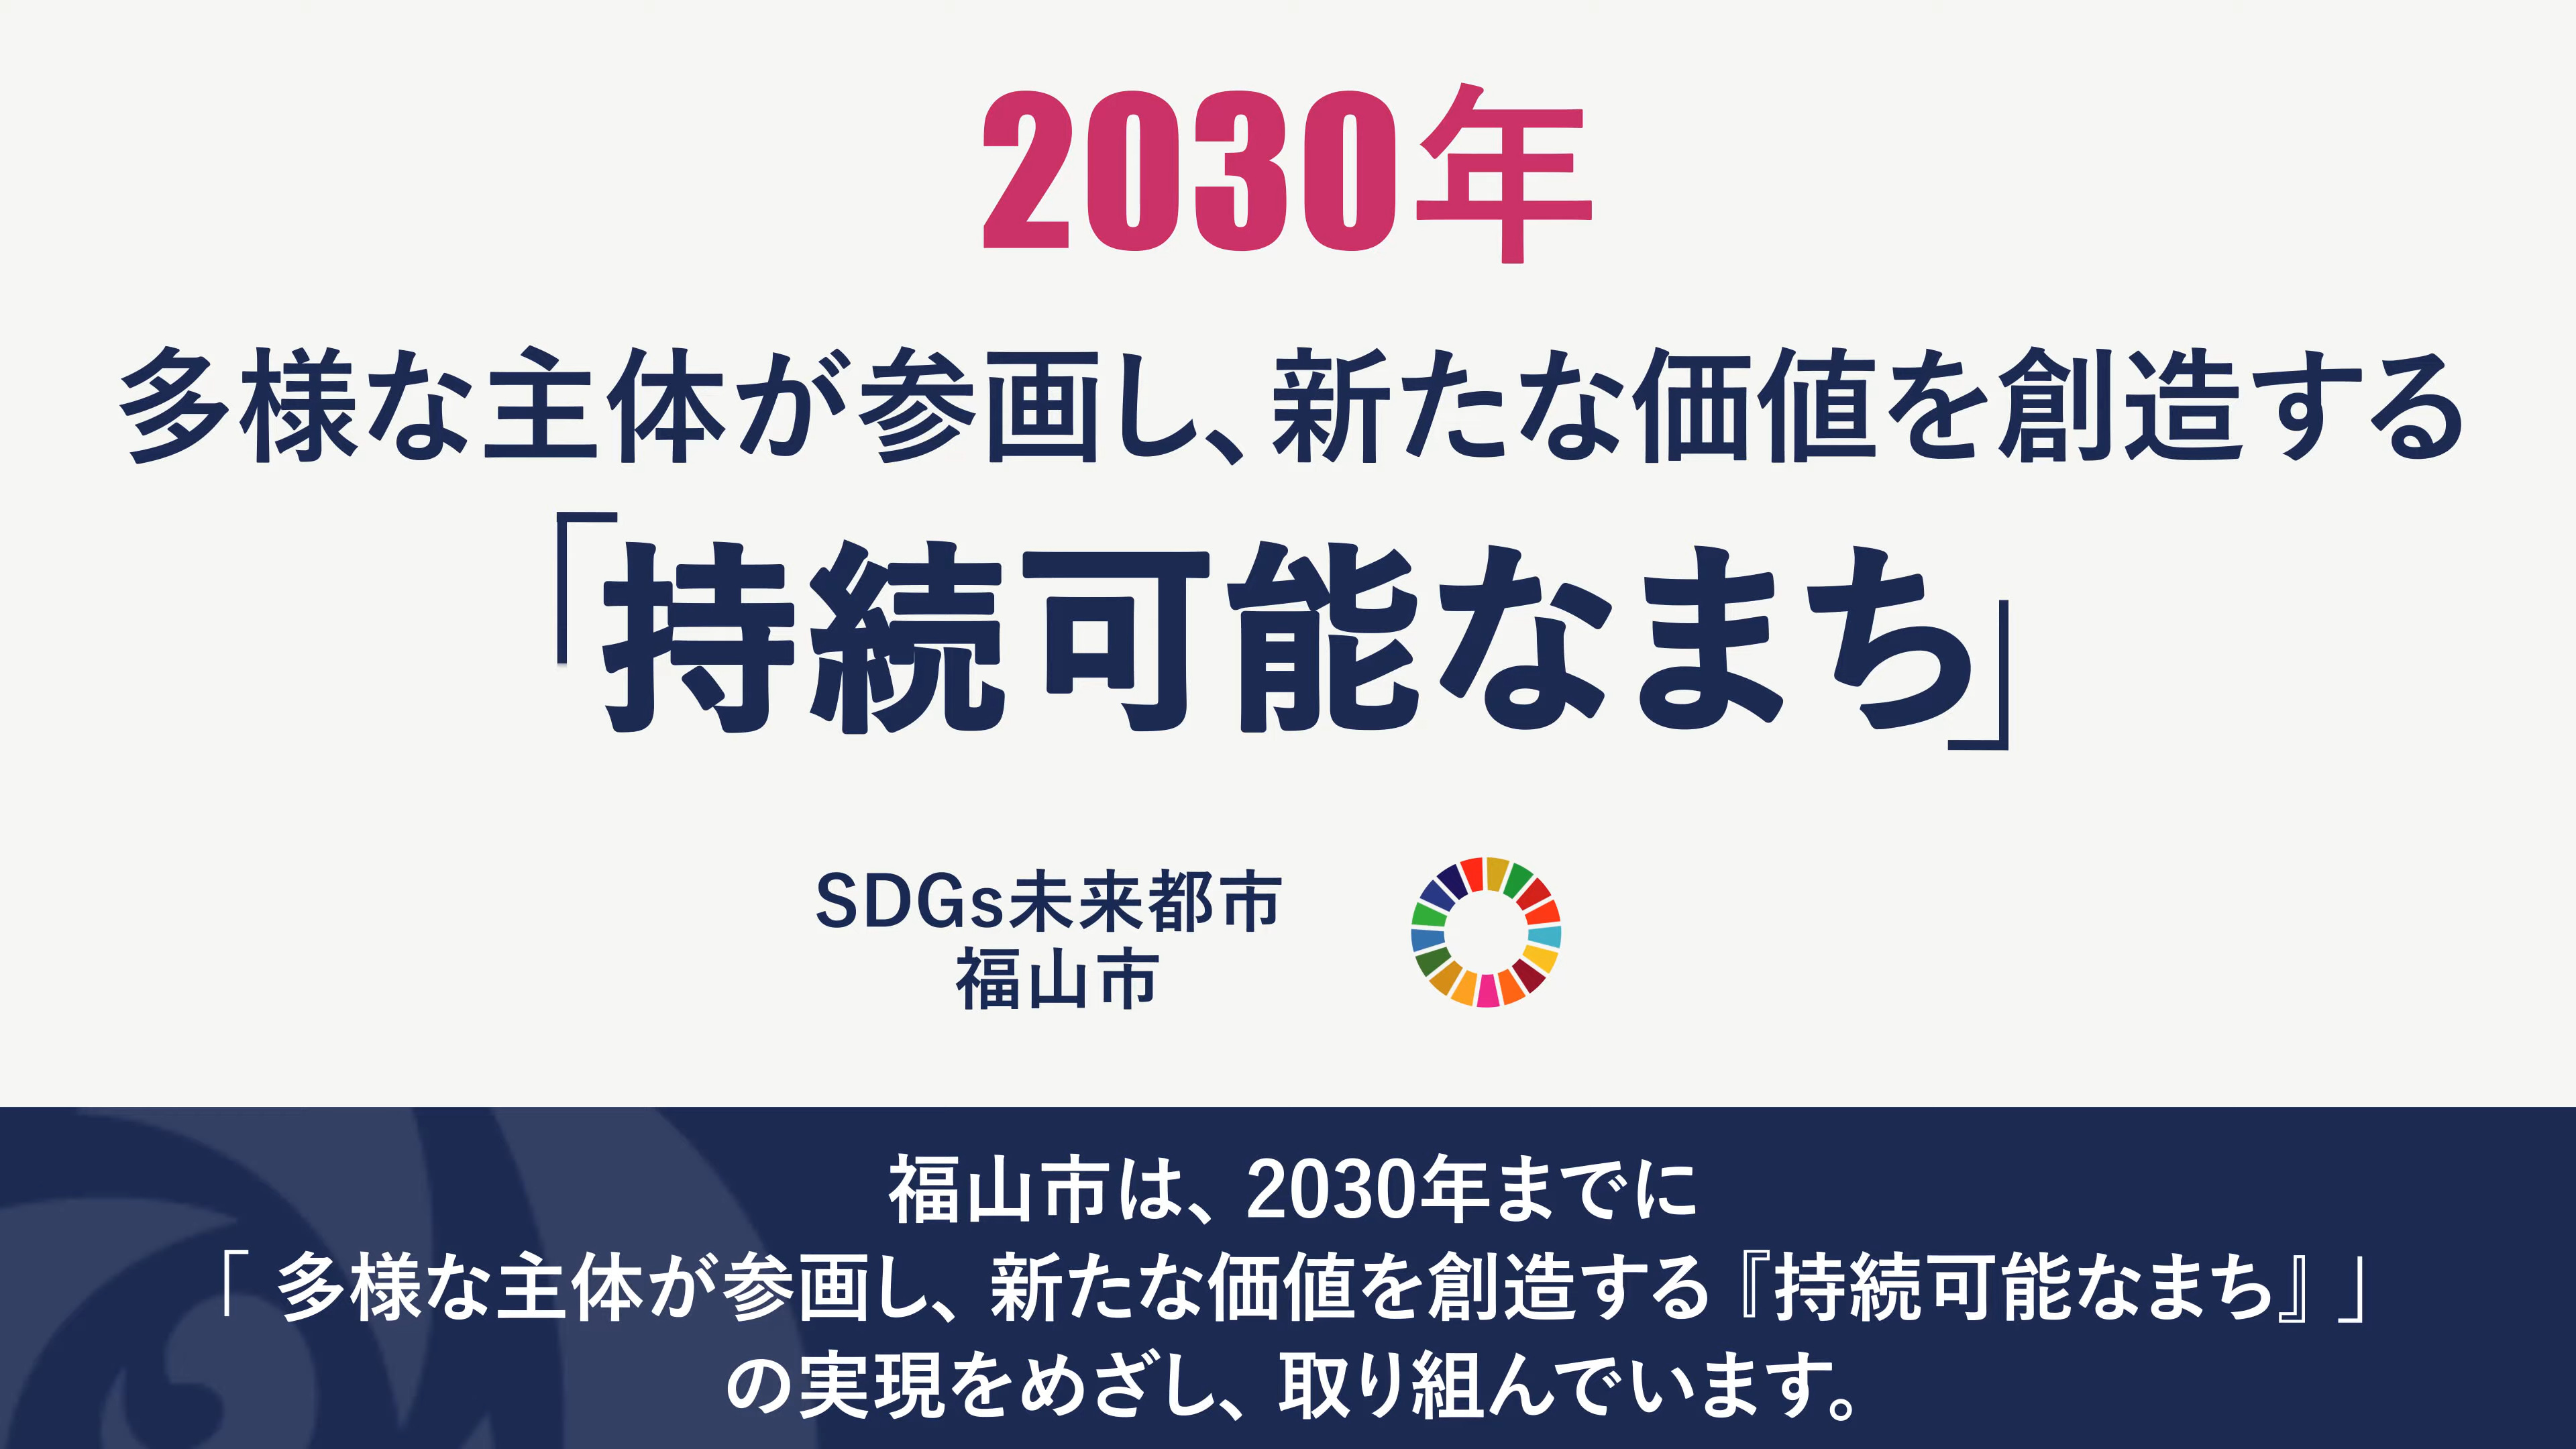 2030年
多様な主体が参画し、新たな価値を創造する
「持続可能なまち」
SDGs未来都市
福山市
福山市は、2030年までに
「 多様な主体が参画し、新たな価値を創造する『持続可能なまち』」
の実現をめざし、取り組んでいます。